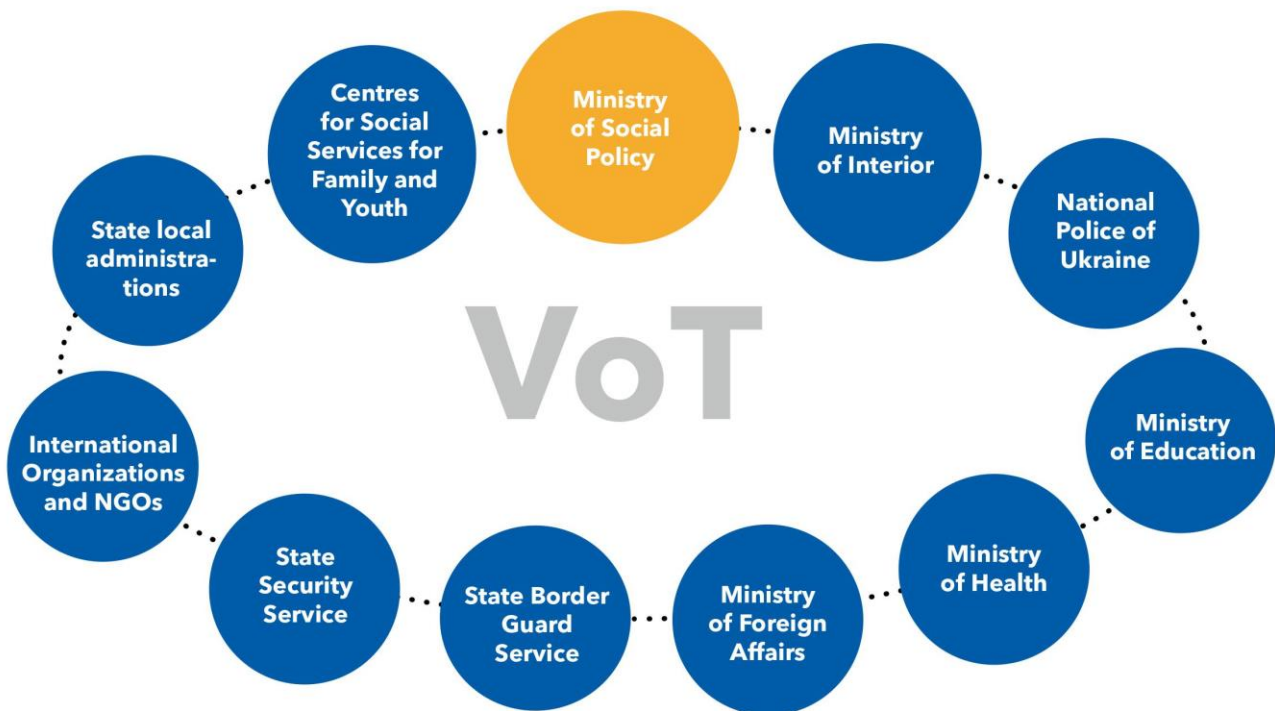 Ministry
of Social
Policy
Ministry
of Interior
National
Police of
Ukraine
Ministry
of Education
Ministry
of Health
Ministry
of Foreign
Affairs
State Border
Guard
Service
State
Security
Service
International
Organizations
and NGOs
State local
administra-
tions
Centres
for Social
Services for
Family and
Youth
VoT